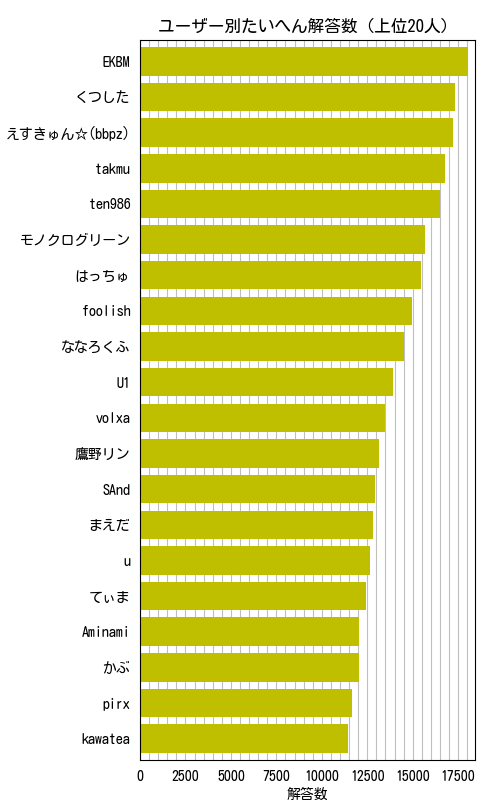 ユーザー別たいへん解答数（上位20人）
EKBM
くつした
えすきゅん☆(bbpz)
takmu
ten986
モノクログリーン
はっちゅ
foolish
ななろくふ
U1
volxa
鷹野リン
SAnd
まえだ
u
てぃま
Aminami
かぶ
pirx
kawatea
0 2500 5000 7500 10000 12500 15000 17500
解答数